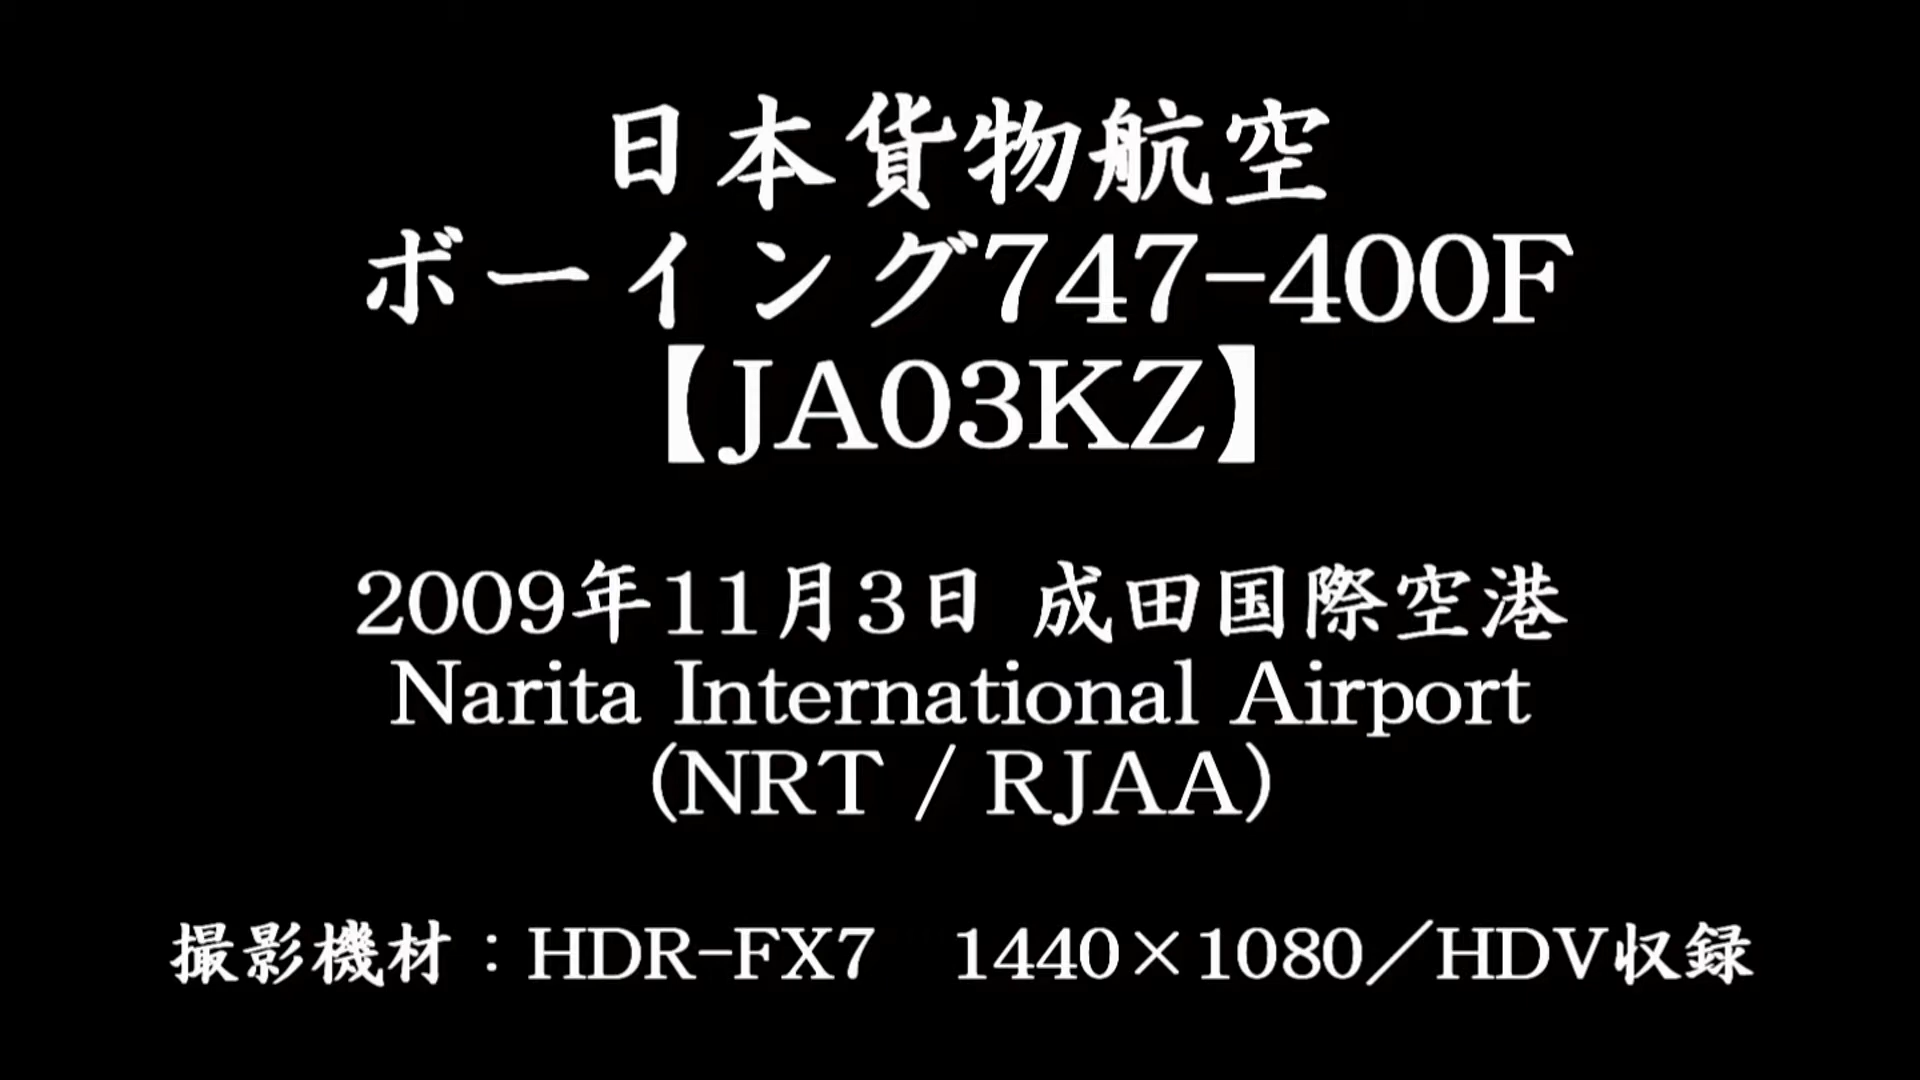 日本貨物航空
ボーイング747-400F
【JA03KZ】
2009年11月3日 成田国際空港
Narita International Airport
(NRT / RJAA)
撮影機材：HDR-FX7　1440×1080／HDV収録